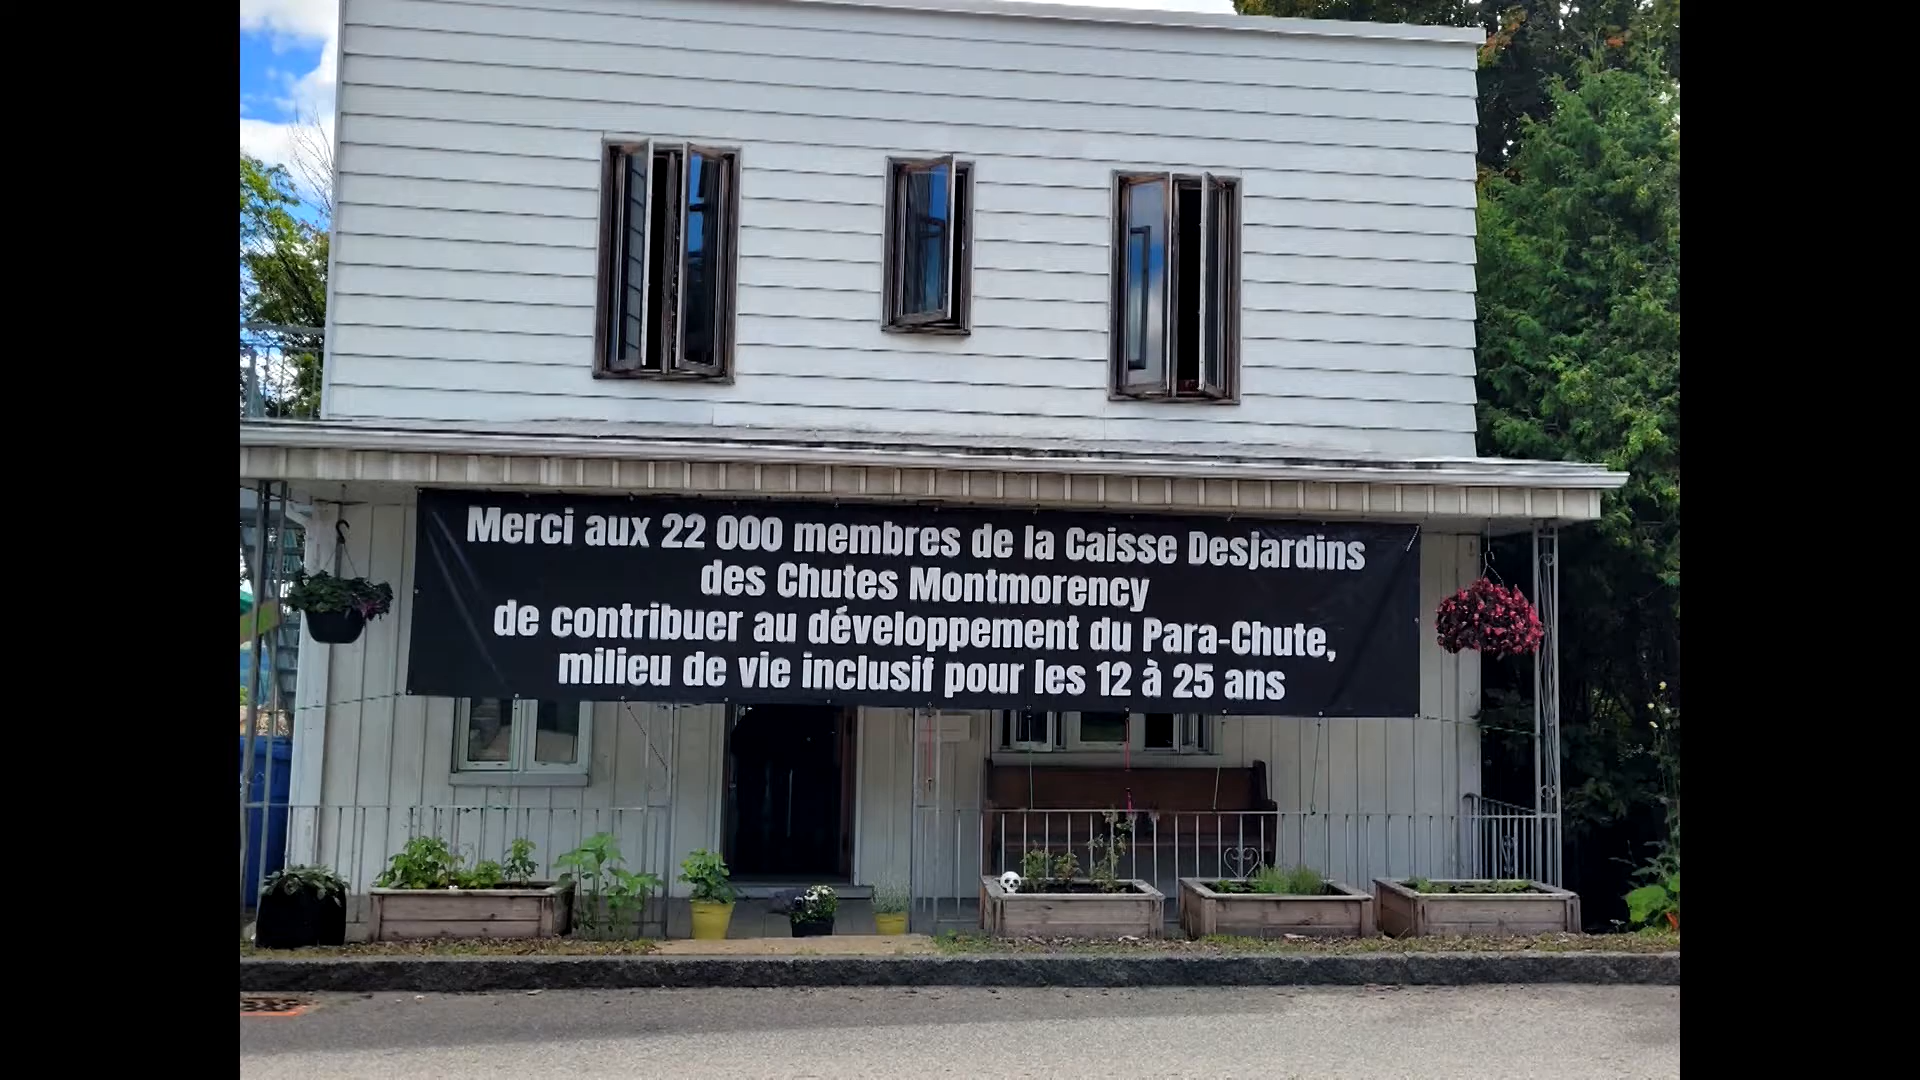 Merci aux 22 000 membres de la Caisse Desjardins
des Chutes Montmorency
de contribuer au développement du Para-Chute,
milieu de vie inclusif pour les 12 à 25 ans